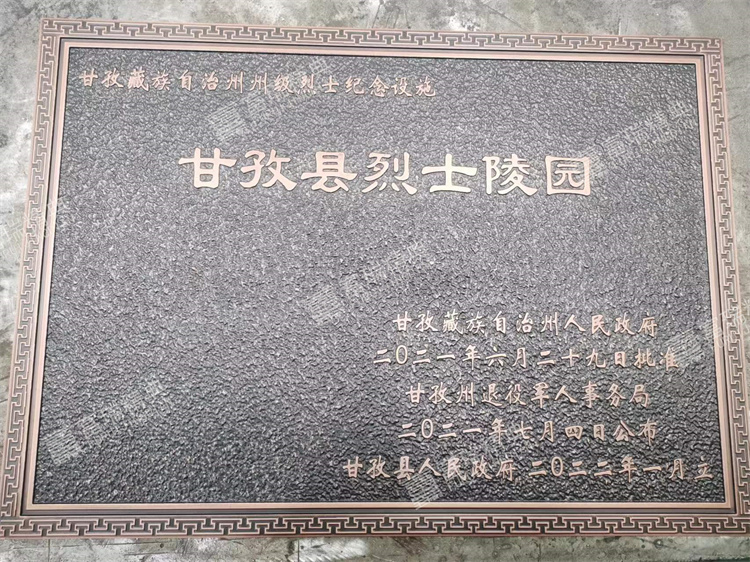 甘孜藏族自治州州级烈士纪念设施
甘孜县烈士陵园
甘孜藏族自治州人民政府
二〇二一年六月二十九日批准
甘孜州退役军人事务局
二〇二一年七月四日公布
甘孜县人民政府 二〇二二年一月立